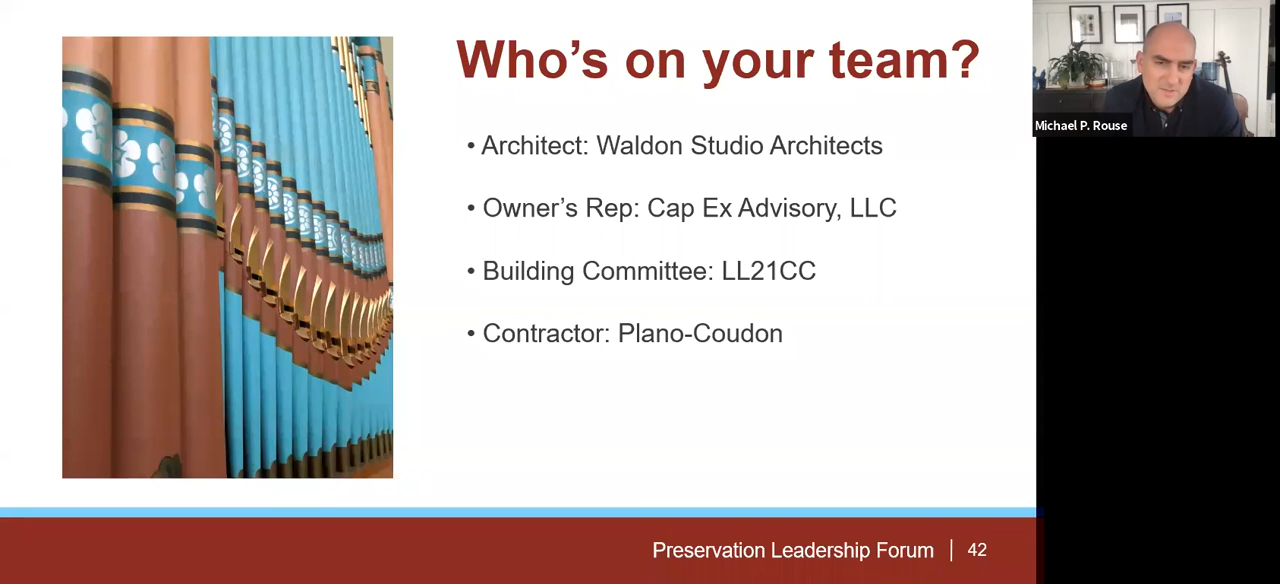 Who's on your team?
• Architect: Waldon Studio Architects
• Owner's Rep: Cap Ex Advisory, LLC
• Building Committee: LL21CC
• Contractor: Plano-Coudon
Preservation Leadership Forum | 42
Michael P. Rouse